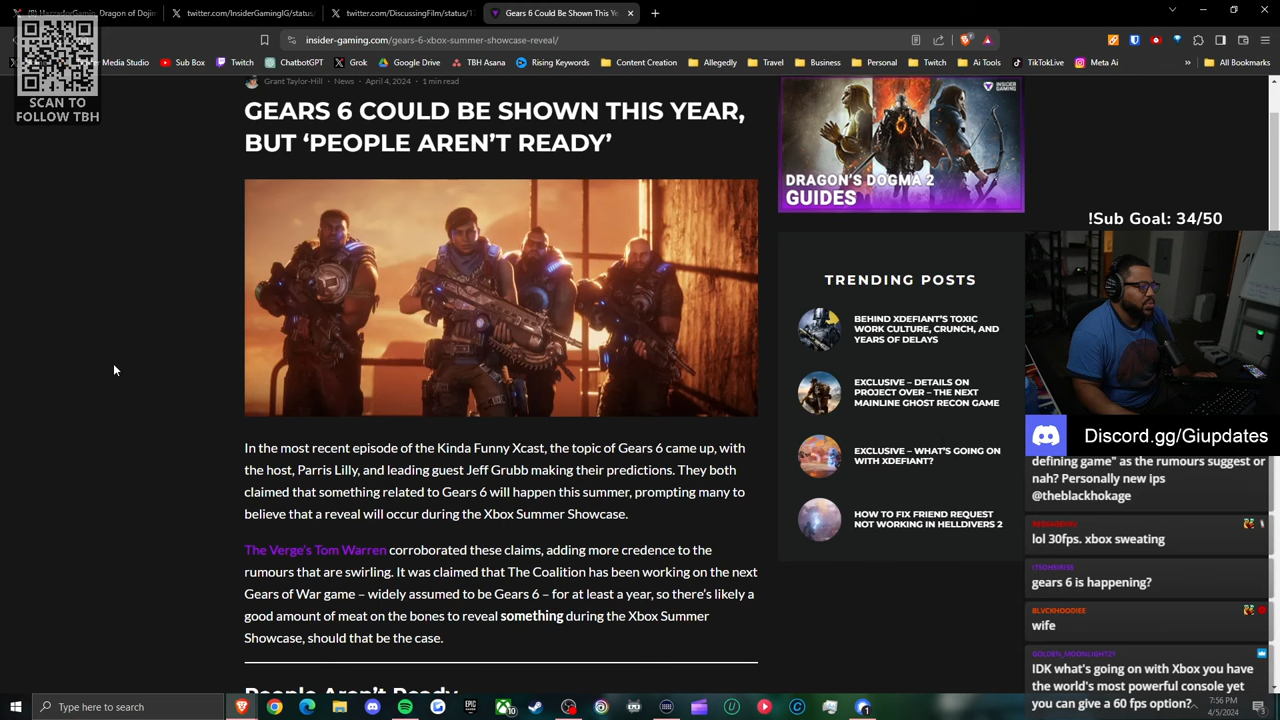 Dragon of Dojim
twitter.com/InsiderGamingIG/status/
twitter.com/DiscussingFilm/status/17
Gears 6 Could Be Shown This Ye
insider-gaming.com/gears-6-xbox-summer-showcase-reveal/
Media Studio
Sub Box
Twitch
ChatbotGPT
Grok
Google Drive
TBH Asana
Rising Keywords
Content Creation
Allegedly
Travel
Business
Personal
Twitch
Ai Tools
TikTokLive
Meta Ai
»
All Bookmarks
SCAN TO
FOLLOW TBH
Grant Taylor-Hill · News · April 4, 2024 · 1 min read
GEARS 6 COULD BE SHOWN THIS YEAR,
BUT ‘PEOPLE AREN’T READY’
In the most recent episode of the Kinda Funny Xcast, the topic of Gears 6 came up, with
the host, Parris Lilly, and leading guest Jeff Grubb making their predictions. They both
claimed that something related to Gears 6 will happen this summer, prompting many to
believe that a reveal will occur during the Xbox Summer Showcase.
The Verge’s Tom Warren corroborated these claims, adding more credence to the
rumours that are swirling. It was claimed that The Coalition has been working on the next
Gears of War game – widely assumed to be Gears 6 – for at least a year, so there’s likely a
good amount of meat on the bones to reveal something during the Xbox Summer
Showcase, should that be the case.
People Aren’t Ready
INSIDER GAMING
DRAGON'S DOGMA 2
GUIDES
TRENDING POSTS
BEHIND XDEFIANT’S TOXIC
WORK CULTURE, CRUNCH, AND
YEARS OF DELAYS
EXCLUSIVE – DETAILS ON
PROJECT OVER – THE NEXT
MAINLINE GHOST RECON GAME
EXCLUSIVE – WHAT’S GOING ON
WITH XDEFIANT?
HOW TO FIX FRIEND REQUEST
NOT WORKING IN HELLDIVERS 2
!Sub Goal: 34/50
Discord.gg/Giupdates
defining game" as the rumours suggest or
nah? Personally new ips
@theblackhokage
lol 30fps. xbox sweating
gears 6 is happening?
BLVCKHOODIEE
wife
GOLDEN_MOONLIGHT21
IDK what's going on with Xbox you have
the world's most powerful console yet
you can give a 60 fps option?
Type here to search
10
1
7:56 PM
4/5/2024